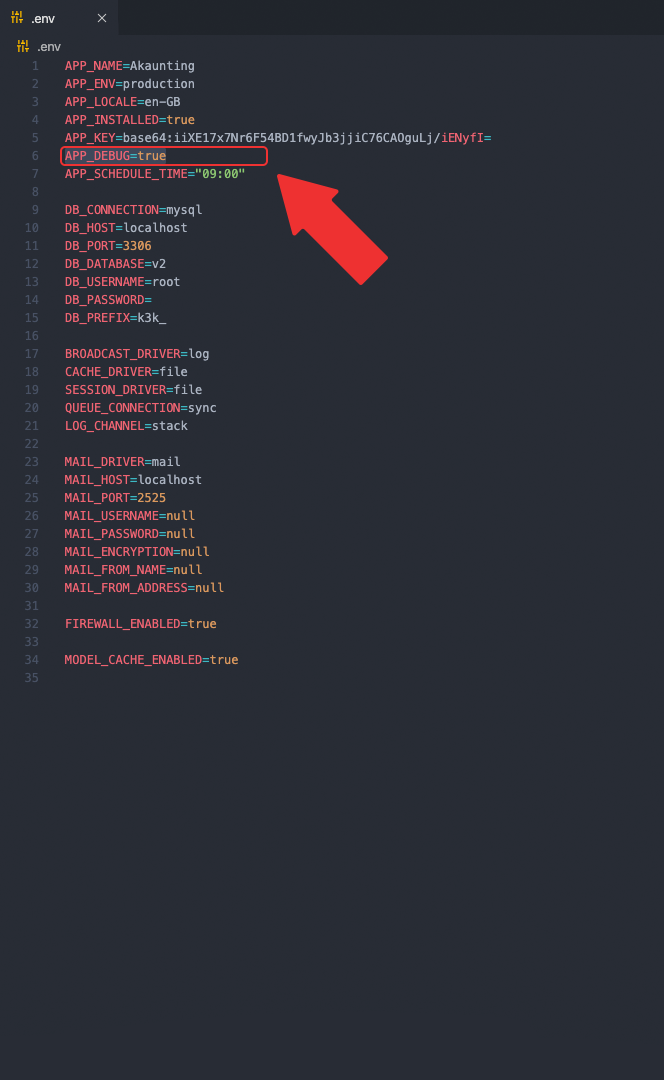 .env
.env
1 APP_NAME=Akaunting
2 APP_ENV=production
3 APP_LOCALE=en-GB
4 APP_INSTALLED=true
5 APP_KEY=base64:iiXE17x7Nr6F54BD1fwyJb3jjiC76CAOguLj/iENyfI=
6 APP_DEBUG=true
7 APP_SCHEDULE_TIME="09:00"
8
9 DB_CONNECTION=mysql
10 DB_HOST=localhost
11 DB_PORT=3306
12 DB_DATABASE=v2
13 DB_USERNAME=root
14 DB_PASSWORD=
15 DB_PREFIX=k3k_
16
17 BROADCAST_DRIVER=log
18 CACHE_DRIVER=file
19 SESSION_DRIVER=file
20 QUEUE_CONNECTION=sync
21 LOG_CHANNEL=stack
22
23 MAIL_DRIVER=mail
24 MAIL_HOST=localhost
25 MAIL_PORT=2525
26 MAIL_USERNAME=null
27 MAIL_PASSWORD=null
28 MAIL_ENCRYPTION=null
29 MAIL_FROM_NAME=null
30 MAIL_FROM_ADDRESS=null
31
32 FIREWALL_ENABLED=true
33
34 MODEL_CACHE_ENABLED=true
35